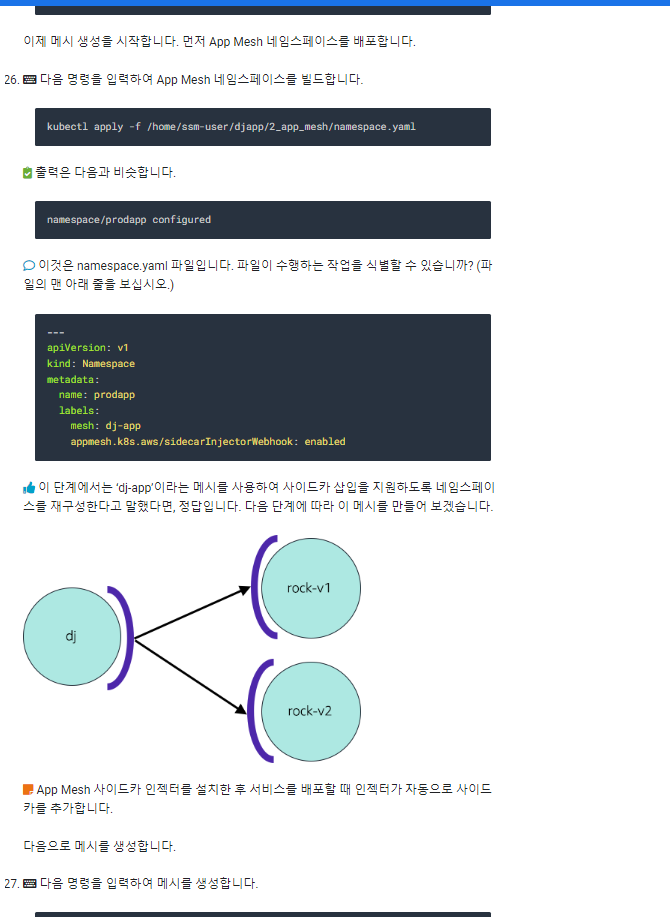 이제 메시 생성을 시작합니다. 먼저 App Mesh 네임스페이스를 배포합니다.
26. 다음 명령을 입력하여 App Mesh 네임스페이스를 빌드합니다.
kubectl apply -f /home/ssm-user/djapp/2_app_mesh/namespace.yaml
출력은 다음과 비슷합니다.
namespace/prodapp configured
이것은 namespace.yaml 파일입니다. 파일이 수행하는 작업을 식별할 수 있습니까? (파
일의 맨 아래 줄을 보십시오.)
---
apiVersion: v1
kind: Namespace
metadata:
  name: prodapp
  labels:
    mesh: dj-app
    appmesh.k8s.aws/sidecarInjectorWebhook: enabled
이 단계에서는 ‘dj-app’이라는 메시를 사용하여 사이드카 삽입을 지원하도록 네임스페이
스를 재구성한다고 말했다면, 정답입니다. 다음 단계에 따라 이 메시를 만들어 보겠습니다.
rock-v1
dj
rock-v2
App Mesh 사이드카 인젝터를 설치한 후 서비스를 배포할 때 인젝터가 자동으로 사이드
카를 추가합니다.
다음으로 메시를 생성합니다.
27. 다음 명령을 입력하여 메시를 생성합니다.